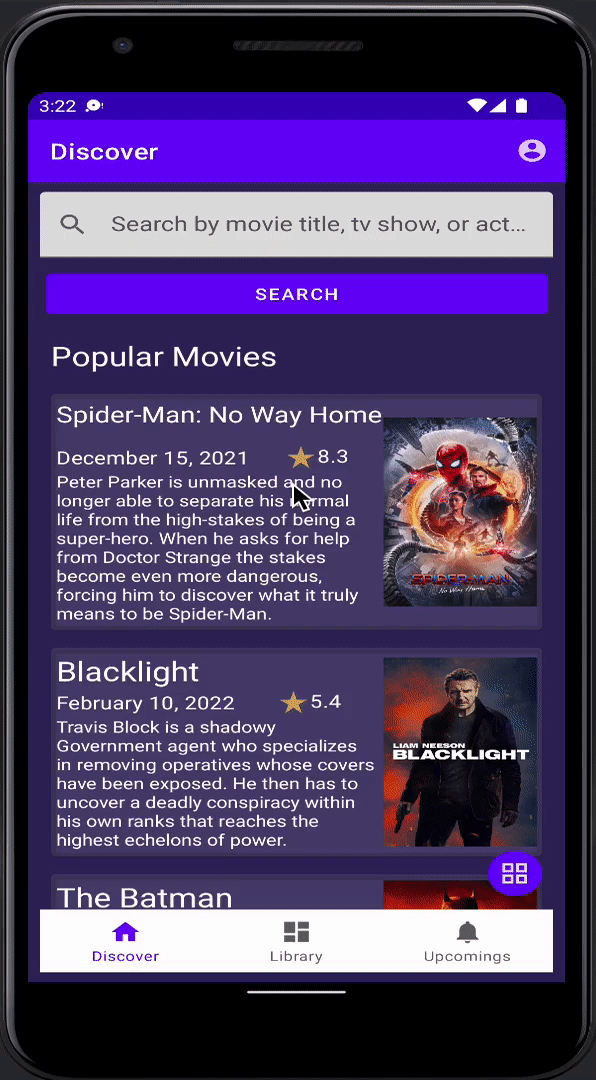 3:22
Discover
Search by movie title, tv show, or act...
SEARCH
Popular Movies
Spider-Man: No Way Home
December 15, 2021
8.3
Peter Parker is unmasked and no
longer able to separate his normal
life from the high-stakes of being a
super-hero. When he asks for help
from Doctor Strange the stakes
become even more dangerous,
forcing him to discover what it truly
means to be Spider-Man.
SPIDER-MAN
No Way Home
Blacklight
February 10, 2022
5.4
Travis Block is a shadowy
Government agent who specializes
in removing operatives whose covers
have been exposed. He then has to
uncover a deadly conspiracy within
his own ranks that reaches the
highest echelons of power.
LIAM NEESON
BLACKLIGHT
The Batman
Discover
Library
Upcomings